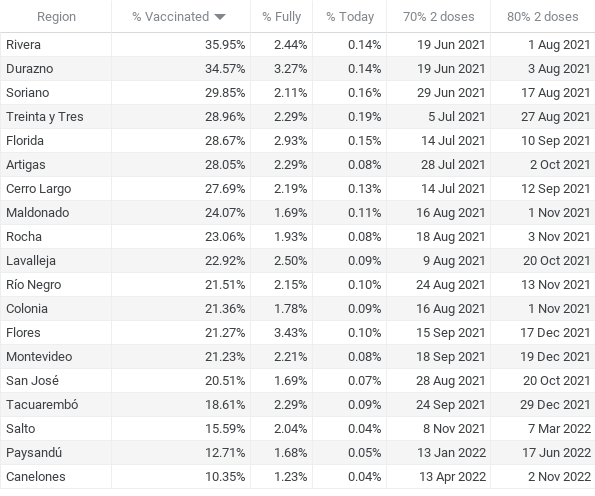 Region % Vaccinated % Fully % Today 70% 2 doses 80% 2 doses
Rivera 35.95% 2.44% 0.14% 19 Jun 2021 1 Aug 2021
Durazno 34.57% 3.27% 0.14% 19 Jun 2021 3 Aug 2021
Soriano 29.85% 2.11% 0.16% 29 Jun 2021 17 Aug 2021
Treinta y Tres 28.96% 2.29% 0.19% 5 Jul 2021 27 Aug 2021
Florida 28.67% 2.93% 0.15% 14 Jul 2021 10 Sep 2021
Artigas 28.05% 2.29% 0.08% 28 Jul 2021 2 Oct 2021
Cerro Largo 27.69% 2.19% 0.13% 14 Jul 2021 12 Sep 2021
Maldonado 24.07% 1.69% 0.11% 16 Aug 2021 1 Nov 2021
Rocha 23.06% 1.93% 0.08% 18 Aug 2021 3 Nov 2021
Lavalleja 22.92% 2.50% 0.09% 9 Aug 2021 20 Oct 2021
Río Negro 21.51% 2.15% 0.10% 24 Aug 2021 13 Nov 2021
Colonia 21.36% 1.78% 0.09% 16 Aug 2021 1 Nov 2021
Flores 21.27% 3.43% 0.10% 15 Sep 2021 17 Dec 2021
Montevideo 21.23% 2.21% 0.08% 18 Sep 2021 19 Dec 2021
San José 20.51% 1.69% 0.07% 28 Aug 2021 20 Oct 2021
Tacuarembó 18.61% 2.29% 0.09% 24 Sep 2021 29 Dec 2021
Salto 15.59% 2.04% 0.04% 8 Nov 2021 7 Mar 2022
Paysandú 12.71% 1.68% 0.05% 13 Jan 2022 17 Jun 2022
Canelones 10.35% 1.23% 0.04% 13 Apr 2022 2 Nov 2022